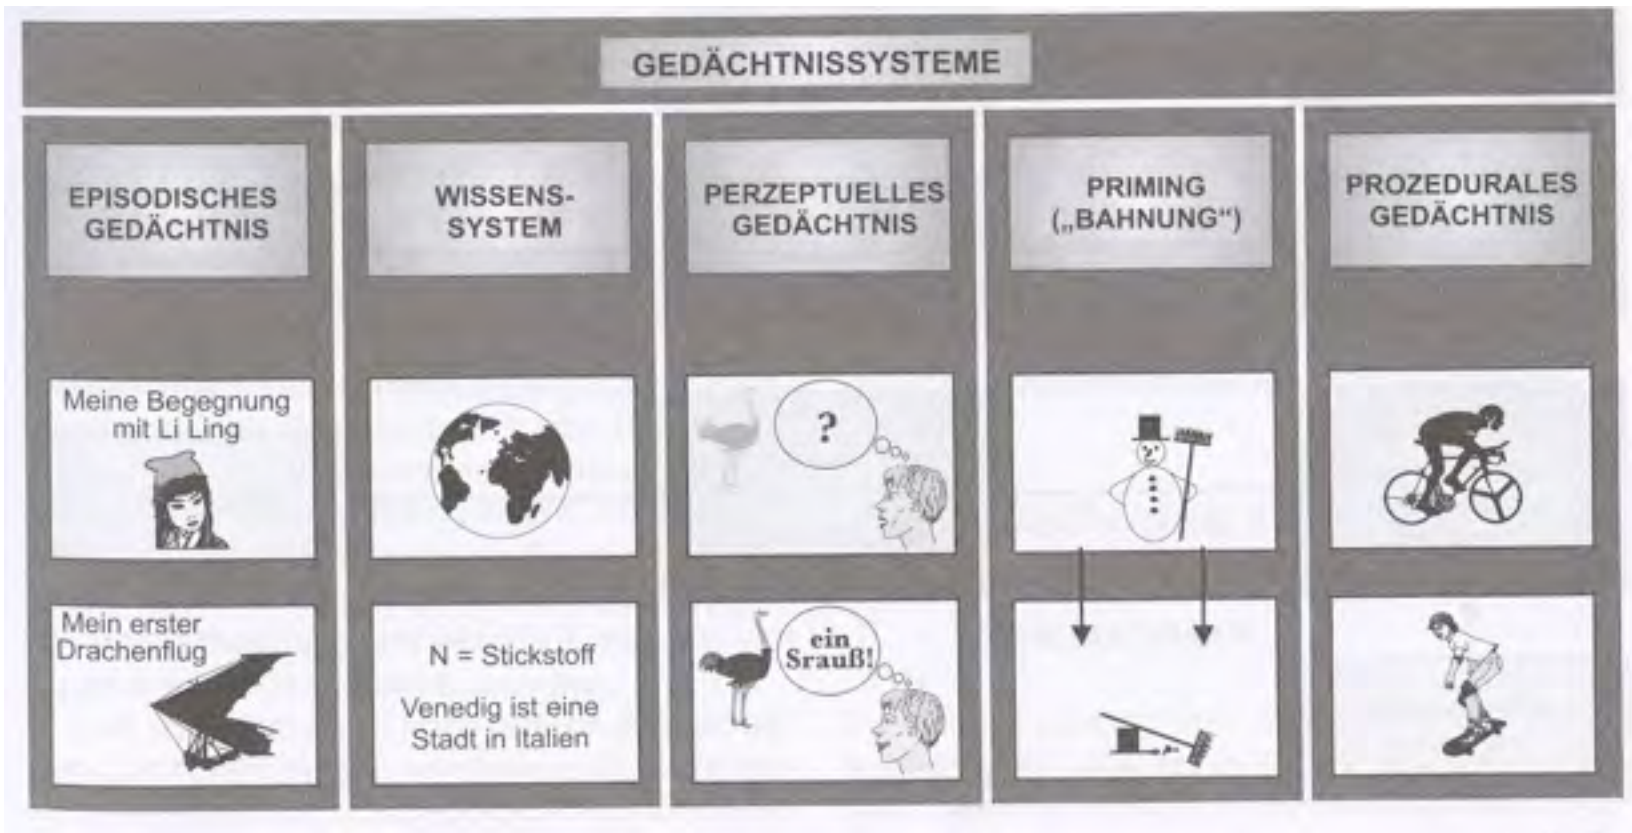 GEDÄCHTNISSYSTEME
EPISODISCHES
GEDÄCHTNIS
WISSENS-
SYSTEM
PERZEPTUELLES
GEDÄCHTNIS
PRIMING
(„BAHNUNG“)
PROZEDURALES
GEDÄCHTNIS
Meine Begegnung
mit Li Ling
?
Mein erster
Drachenflug
N = Stickstoff
Venedig ist eine
Stadt in Italien
ein
Srauß!